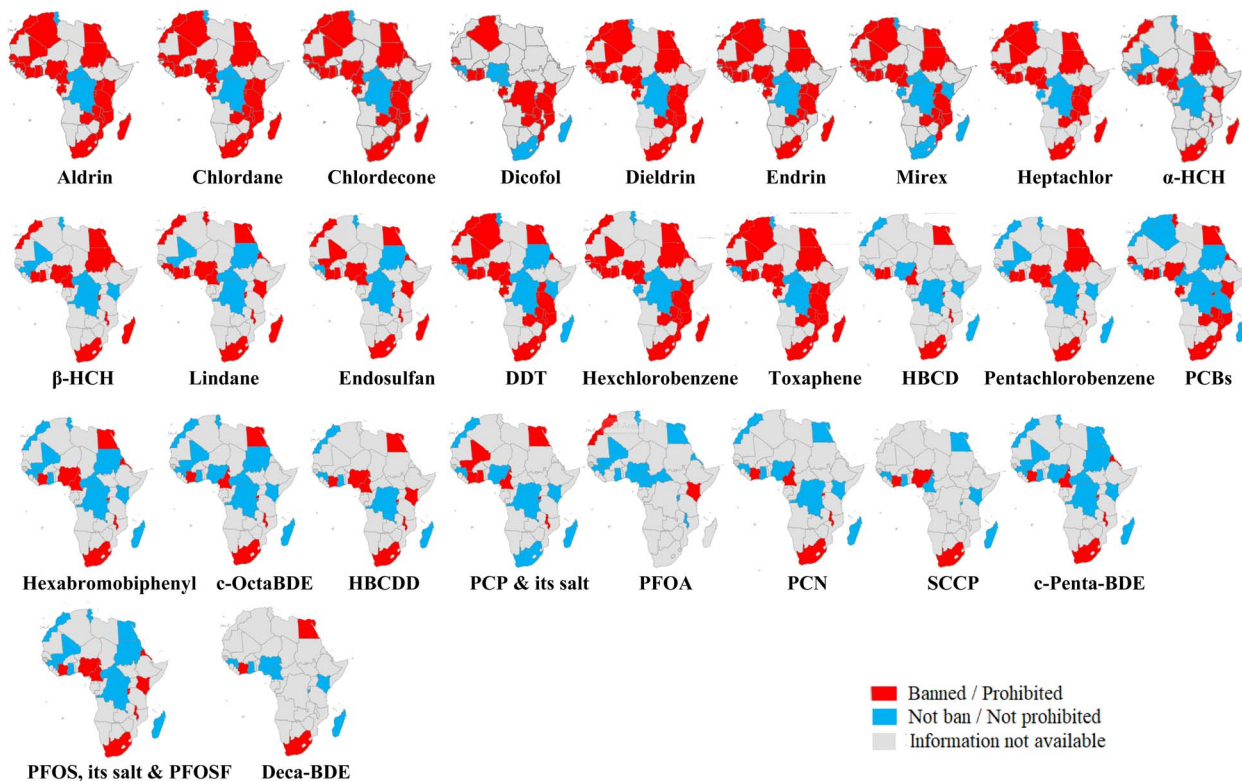 Aldrin Chlordane Chlordecone Dicofol Dieldrin Endrin Mirex Heptachlor α-HCH
β-HCH Lindane Endosulfan DDT Hexchlorobenzene Toxaphene HBCD Pentachlorobenzene PCBs
Hexabromobiphenyl c-OctaBDE HBCDD PCP & its salt PFOA PCN SCCP c-Penta-BDE
PFOS, its salt & PFOSF Deca-BDE
Banned / Prohibited
Not ban / Not prohibited
Information not available